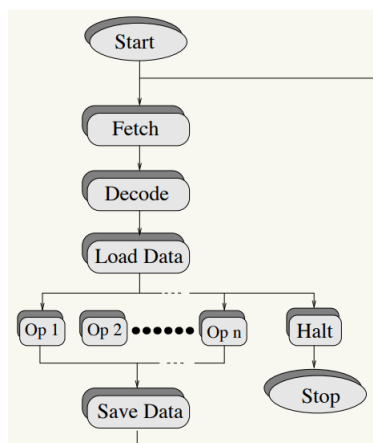 Start
Fetch
Decode
Load Data
Op 1 Op 2 Op n Halt
Save Data Stop